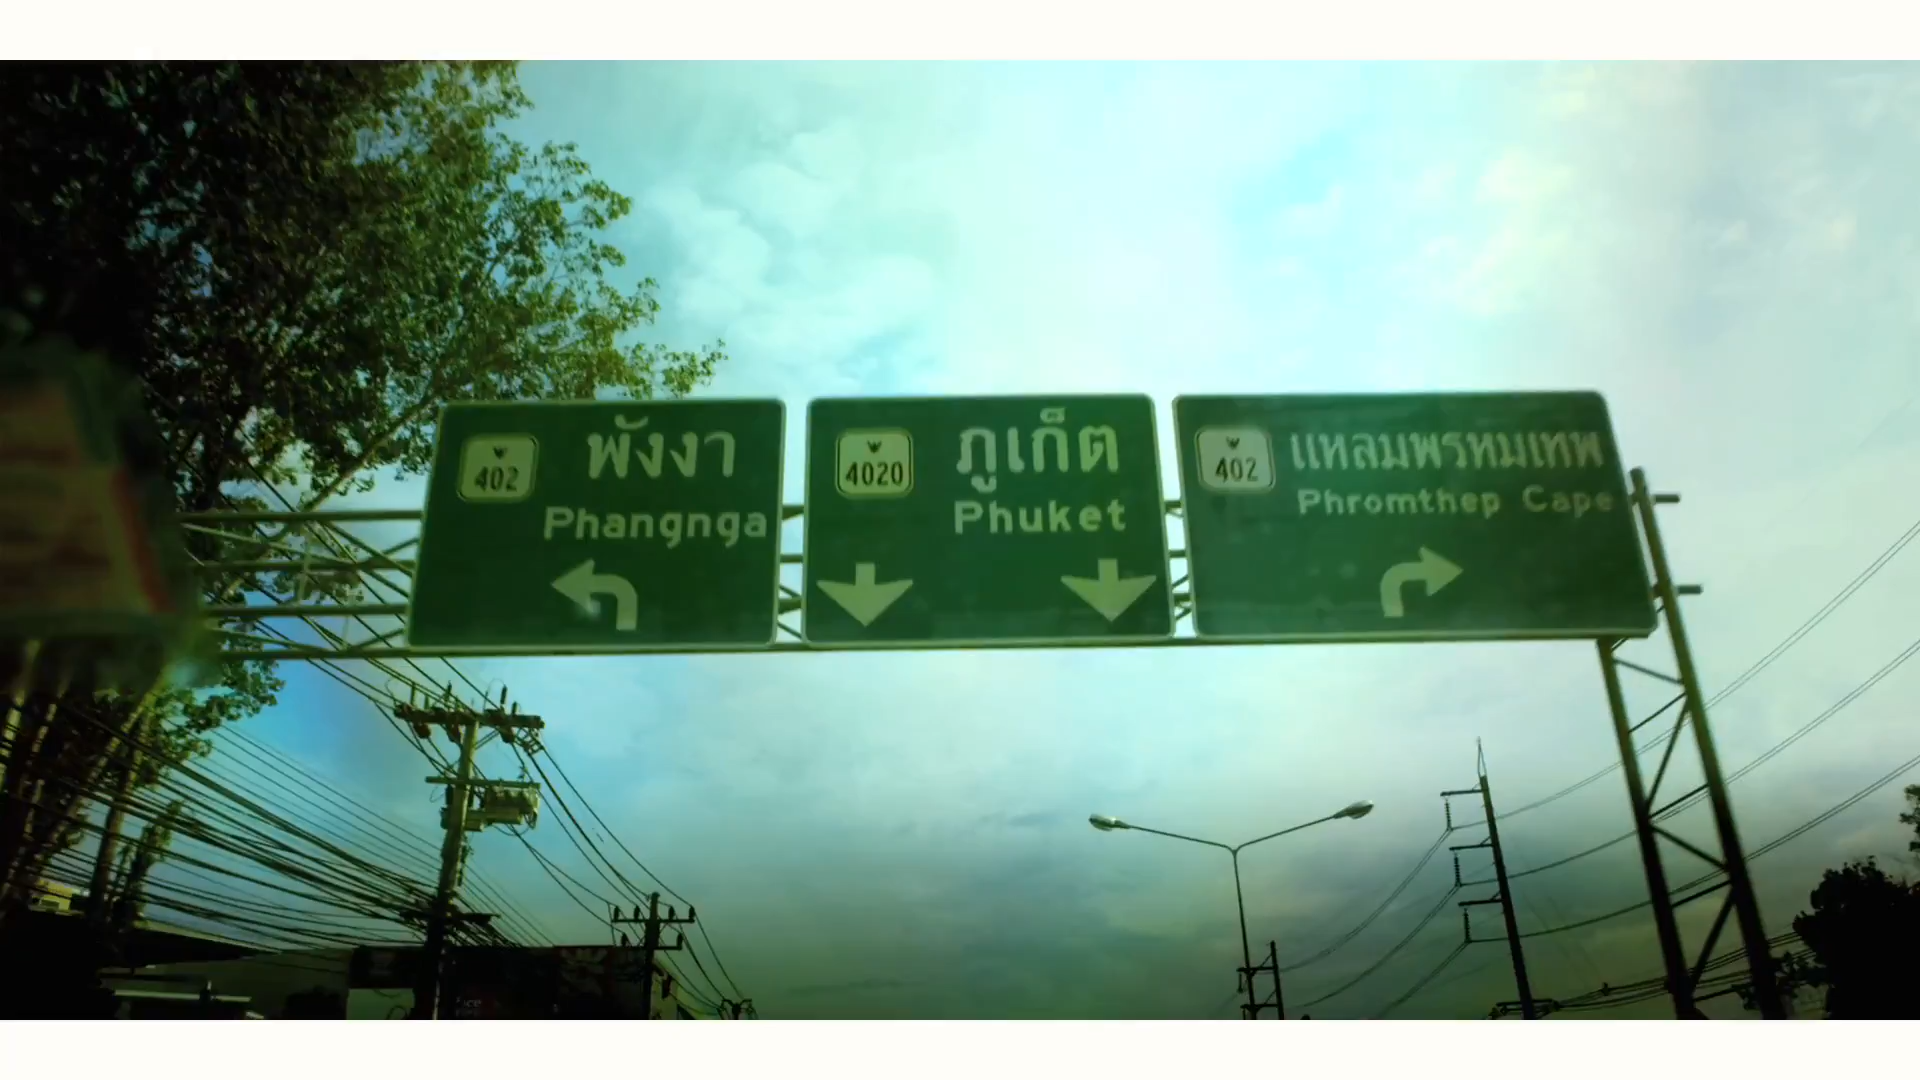 402 พังงา
Phangnga
4020 ภูเก็ต
Phuket
402 แหลมพรหมเทพ
Phromthep Cape